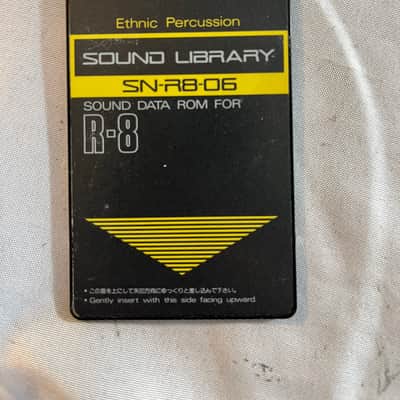 Ethnic Percussion
SOUND LIBRARY
SN-R8-06
SOUND DATA ROM FOR
R-8
・この面を上にして矢印方向にゆっくりと差し込んで下さい。
・Gently insert with this side facing upward.